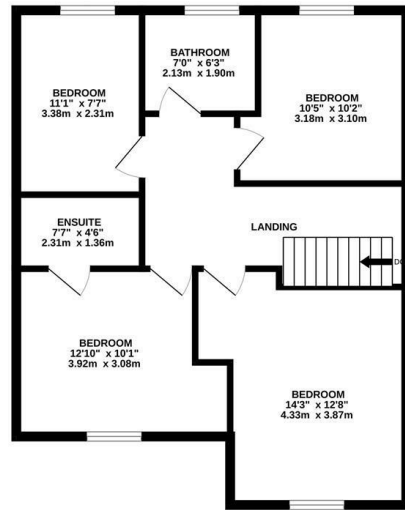 BATHROOM
7'0" x 6'3"
2.13m x 1.90m
BEDROOM
11'1" x 7'7"
3.38m x 2.31m
BEDROOM
10'5" x 10'2"
3.18m x 3.10m
ENSUITE
7'7" x 4'6"
2.31m x 1.36m
LANDING
BEDROOM
12'10" x 10'1"
3.92m x 3.08m
BEDROOM
14'3" x 12'8"
4.33m x 3.87m